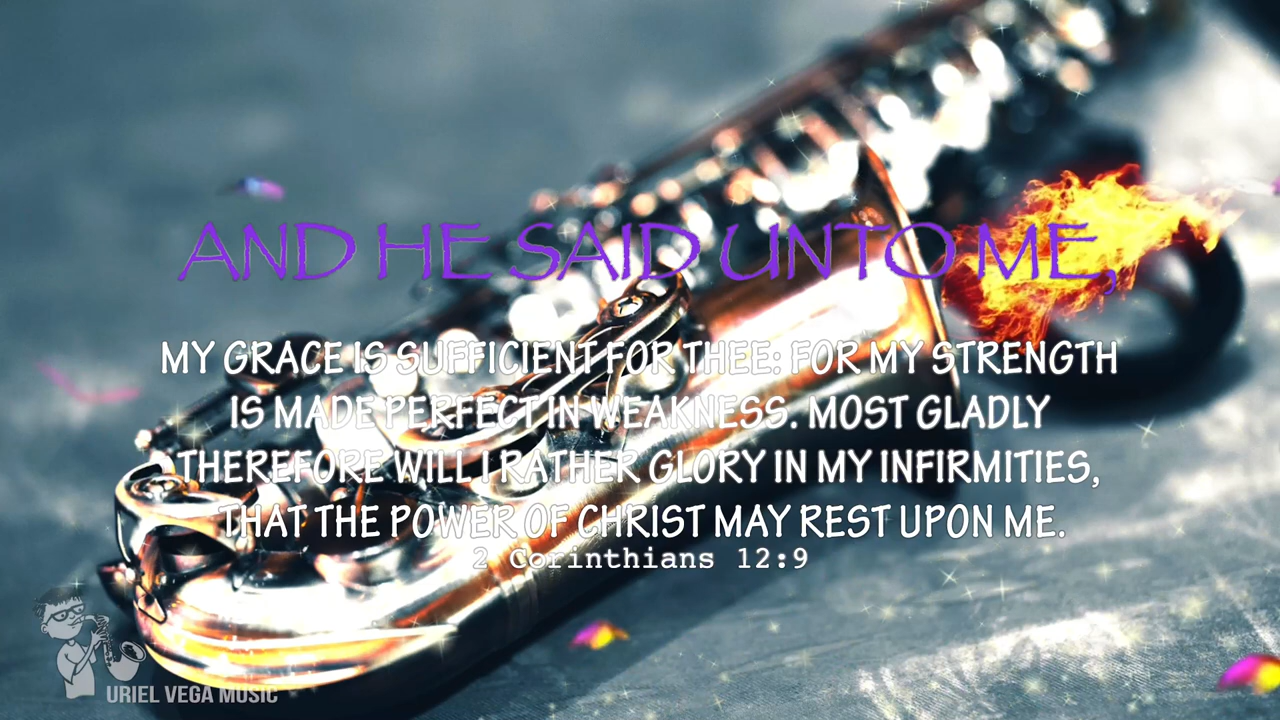 AND HE SAID UNTO ME,
MY GRACE IS SUFFICIENT FOR THEE: FOR MY STRENGTH
IS MADE PERFECT IN WEAKNESS. MOST GLADLY
THEREFORE WILL I RATHER GLORY IN MY INFIRMITIES,
THAT THE POWER OF CHRIST MAY REST UPON ME.
2 Corinthians 12:9
URIEL VEGA MUSIC